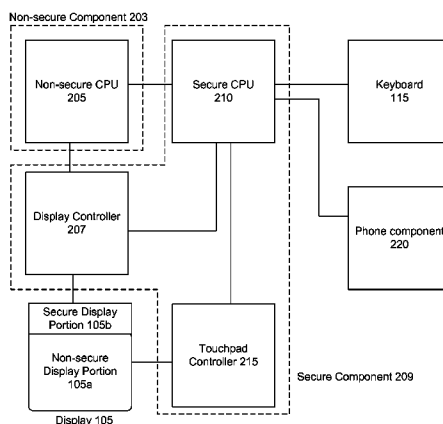 Non-secure Component 203
Non-secure CPU
205
Secure CPU
210
Keyboard
115
Display Controller
207
Phone component
220
Secure Display
Portion 105b
Non-secure
Display Portion
105a
Display 105
Touchpad
Controller 215
Secure Component 209